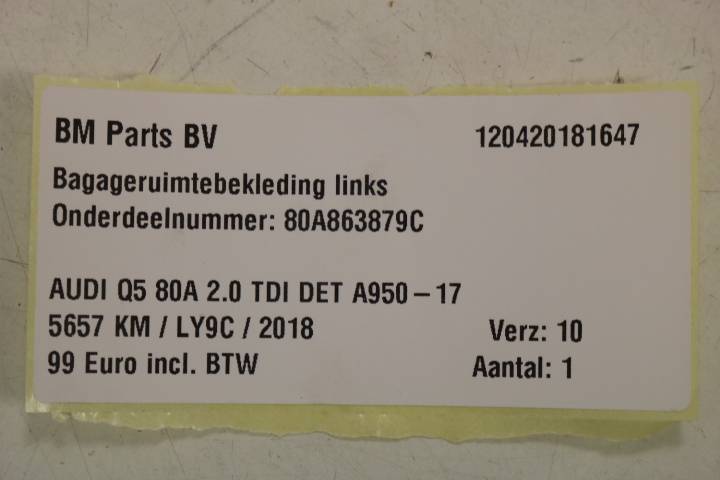 BM Parts BV 120420181647
Bagageruimtebekleding links
Onderdeelnummer: 80A863879C
AUDI Q5 80A 2.0 TDI DET A950-17
5657 KM / LY9C / 2018 Verz: 10
99 Euro incl. BTW Aantal: 1